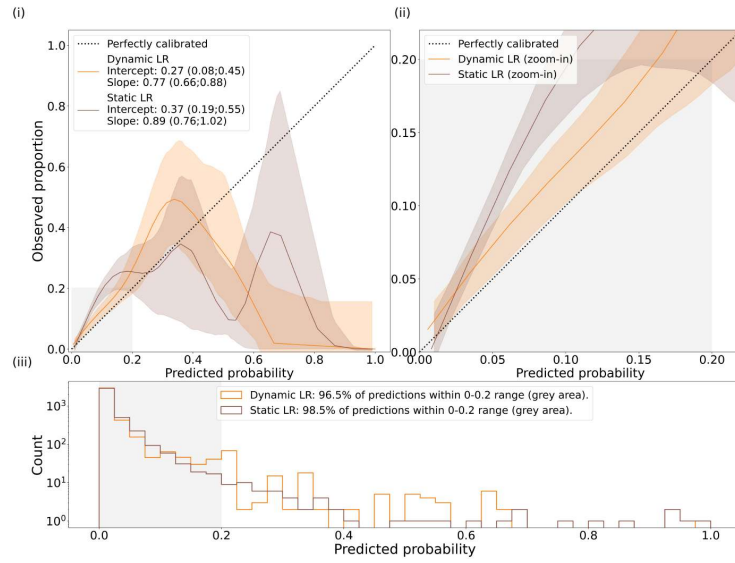 (i)
(ii)
1.0
0.8
0.6
0.4
0.2
0.0
Observed proportion
Perfectly calibrated
Dynamic LR
Intercept: 0.27 (0.08;0.45)
Slope: 0.77 (0.66;0.88)
Static LR
Intercept: 0.37 (0.19;0.55)
Slope: 0.89 (0.76;1.02)
0.0 0.2 0.4 0.6 0.8 1.0
Predicted probability
0.20
0.15
0.10
0.05
0.00
Perfectly calibrated
Dynamic LR (zoom-in)
Static LR (zoom-in)
0.00 0.05 0.10 0.15 0.20
Predicted probability
(iii)
10³
10²
10¹
10⁰
Count
Dynamic LR: 96.5% of predictions within 0-0.2 range (grey area).
Static LR: 98.5% of predictions within 0-0.2 range (grey area).
0.0 0.2 0.4 0.6 0.8 1.0
Predicted probability